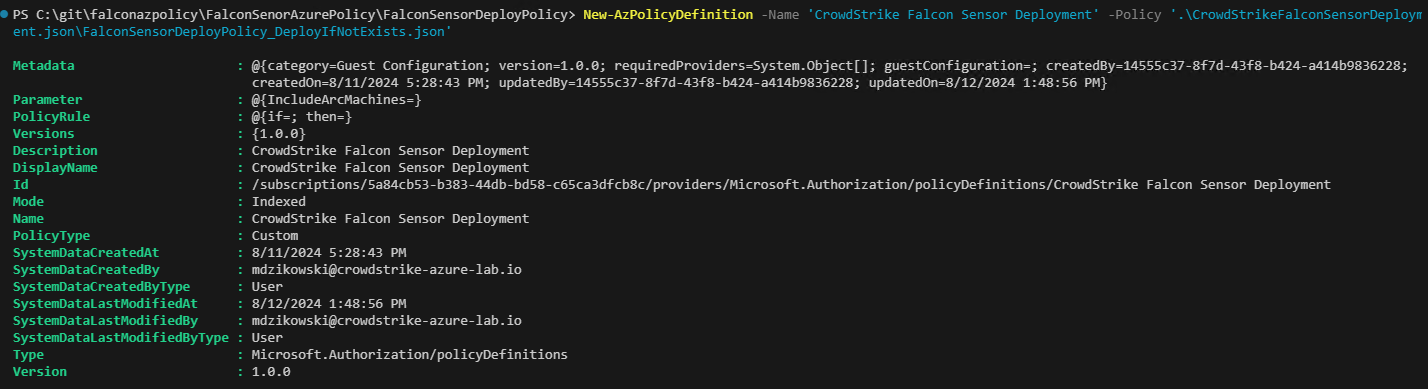 PS C:\git\falconazpolicy\FalconSenorAzurePolicy\FalconSensorDeployPolicy> New-AzPolicyDefinition -Name 'CrowdStrike Falcon Sensor Deployment' -Policy '.\CrowdStrikeFalconSensorDeploym
ent.json\FalconSensorDeployPolicy_DeployIfNotExists.json'
Metadata : @{category=Guest Configuration; version=1.0.0; requiredProviders=System.Object[]; guestConfiguration=; createdBy=14555c37-8f7d-43f8-b424-a414b9836228;
createdOn=8/11/2024 5:28:43 PM; updatedBy=14555c37-8f7d-43f8-b424-a414b9836228; updatedOn=8/12/2024 1:48:56 PM}
Parameter : @{IncludeArcMachines=}
PolicyRule : @{if=; then=}
Versions : {1.0.0}
Description : CrowdStrike Falcon Sensor Deployment
DisplayName : CrowdStrike Falcon Sensor Deployment
Id : /subscriptions/5a84cb53-b383-44db-bd58-c65ca3dfcb8c/providers/Microsoft.Authorization/policyDefinitions/CrowdStrike Falcon Sensor Deployment
Mode : Indexed
Name : CrowdStrike Falcon Sensor Deployment
PolicyType : Custom
SystemDataCreatedAt : 8/11/2024 5:28:43 PM
SystemDataCreatedBy : mdzikowski@crowdstrike-azure-lab.io
SystemDataCreatedByType : User
SystemDataLastModifiedAt : 8/12/2024 1:48:56 PM
SystemDataLastModifiedBy : mdzikowski@crowdstrike-azure-lab.io
SystemDataLastModifiedByType : User
Type : Microsoft.Authorization/policyDefinitions
Version : 1.0.0